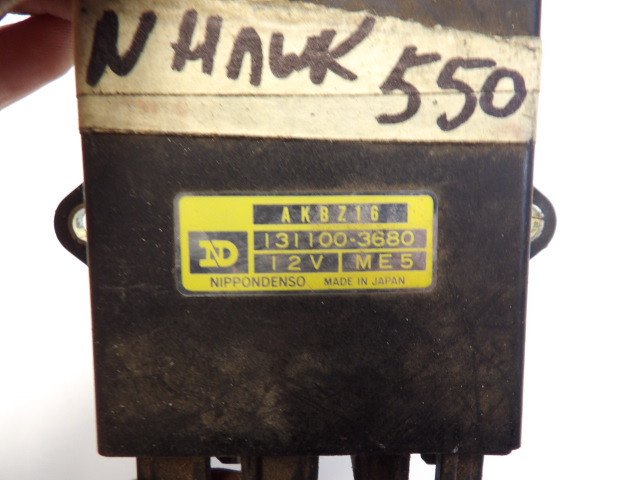 N HAWK 550
AKBZ16
ND 131100-3680
12V ME5
NIPPONDENSO MADE IN JAPAN